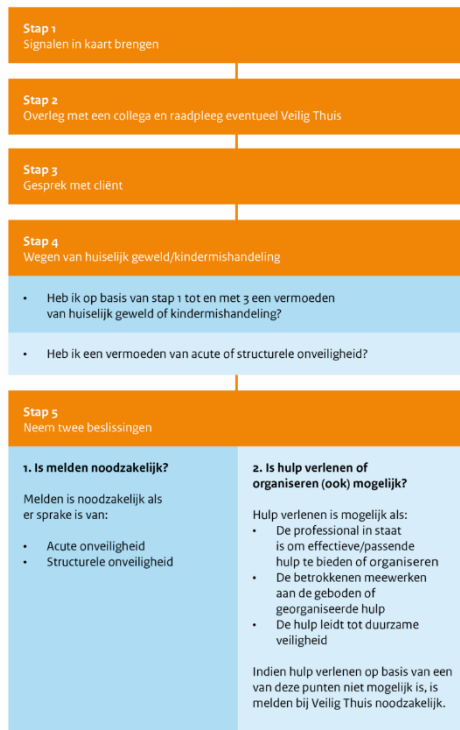 Stap 1
Signalen in kaart brengen
Stap 2
Overleg met een collega en raadpleeg eventueel Veilig Thuis
Stap 3
Gesprek met cliënt
Stap 4
Wegen van huiselijk geweld/kindermishandeling
• Heb ik op basis van stap 1 tot en met 3 een vermoeden
van huiselijk geweld of kindermishandeling?
• Heb ik een vermoeden van acute of structurele onveiligheid?
Stap 5
Neem twee beslissingen
1. Is melden noodzakelijk?
Melden is noodzakelijk als
er sprake is van:
• Acute onveiligheid
• Structurele onveiligheid
2. Is hulp verlenen of
organiseren (ook) mogelijk?
Hulp verlenen is mogelijk als:
• De professional in staat
is om effectieve/passende
hulp te bieden of organiseren
• De betrokkenen meewerken
aan de geboden of
georganiseerde hulp
• De hulp leidt tot duurzame
veiligheid
Indien hulp verlenen op basis van een
van deze punten niet mogelijk is, is
melden bij Veilig Thuis noodzakelijk.